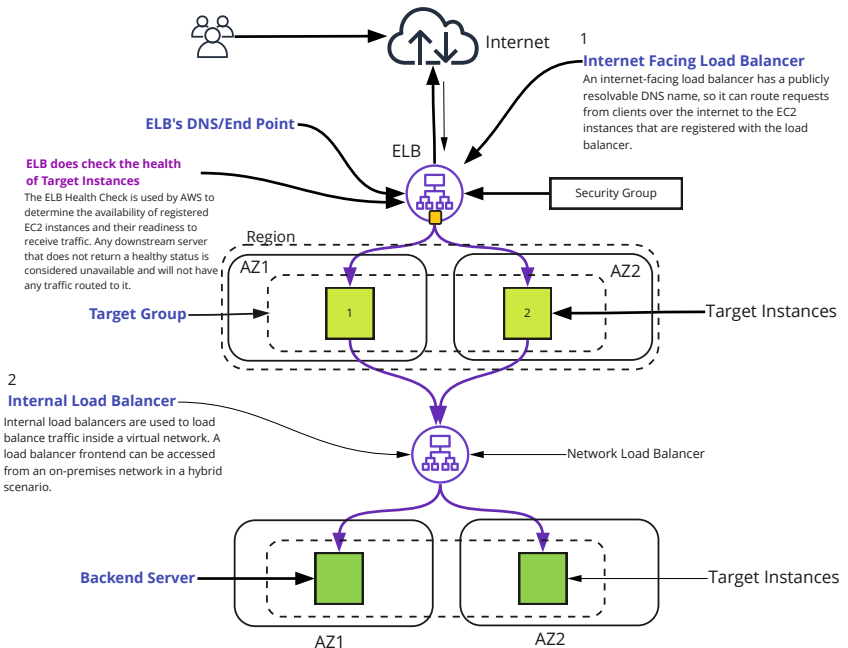 Internet
1
Internet Facing Load Balancer
An internet-facing load balancer has a publicly
resolvable DNS name, so it can route requests
from clients over the internet to the EC2
instances that are registered with the load
balancer.
ELB's DNS/End Point
ELB
ELB does check the health
of Target Instances
The ELB Health Check is used by AWS to
determine the availability of registered
EC2 instances and their readiness to
receive traffic. Any downstream server
that does not return a healthy status is
considered unavailable and will not have
any traffic routed to it.
Security Group
Region
AZ1
AZ2
Target Group
1
2
Target Instances
2
Internal Load Balancer
Internal load balancers are used to load
balance traffic inside a virtual network. A
load balancer frontend can be accessed
from an on-premises network in a hybrid
scenario.
Network Load Balancer
Backend Server
Target Instances
AZ1
AZ2